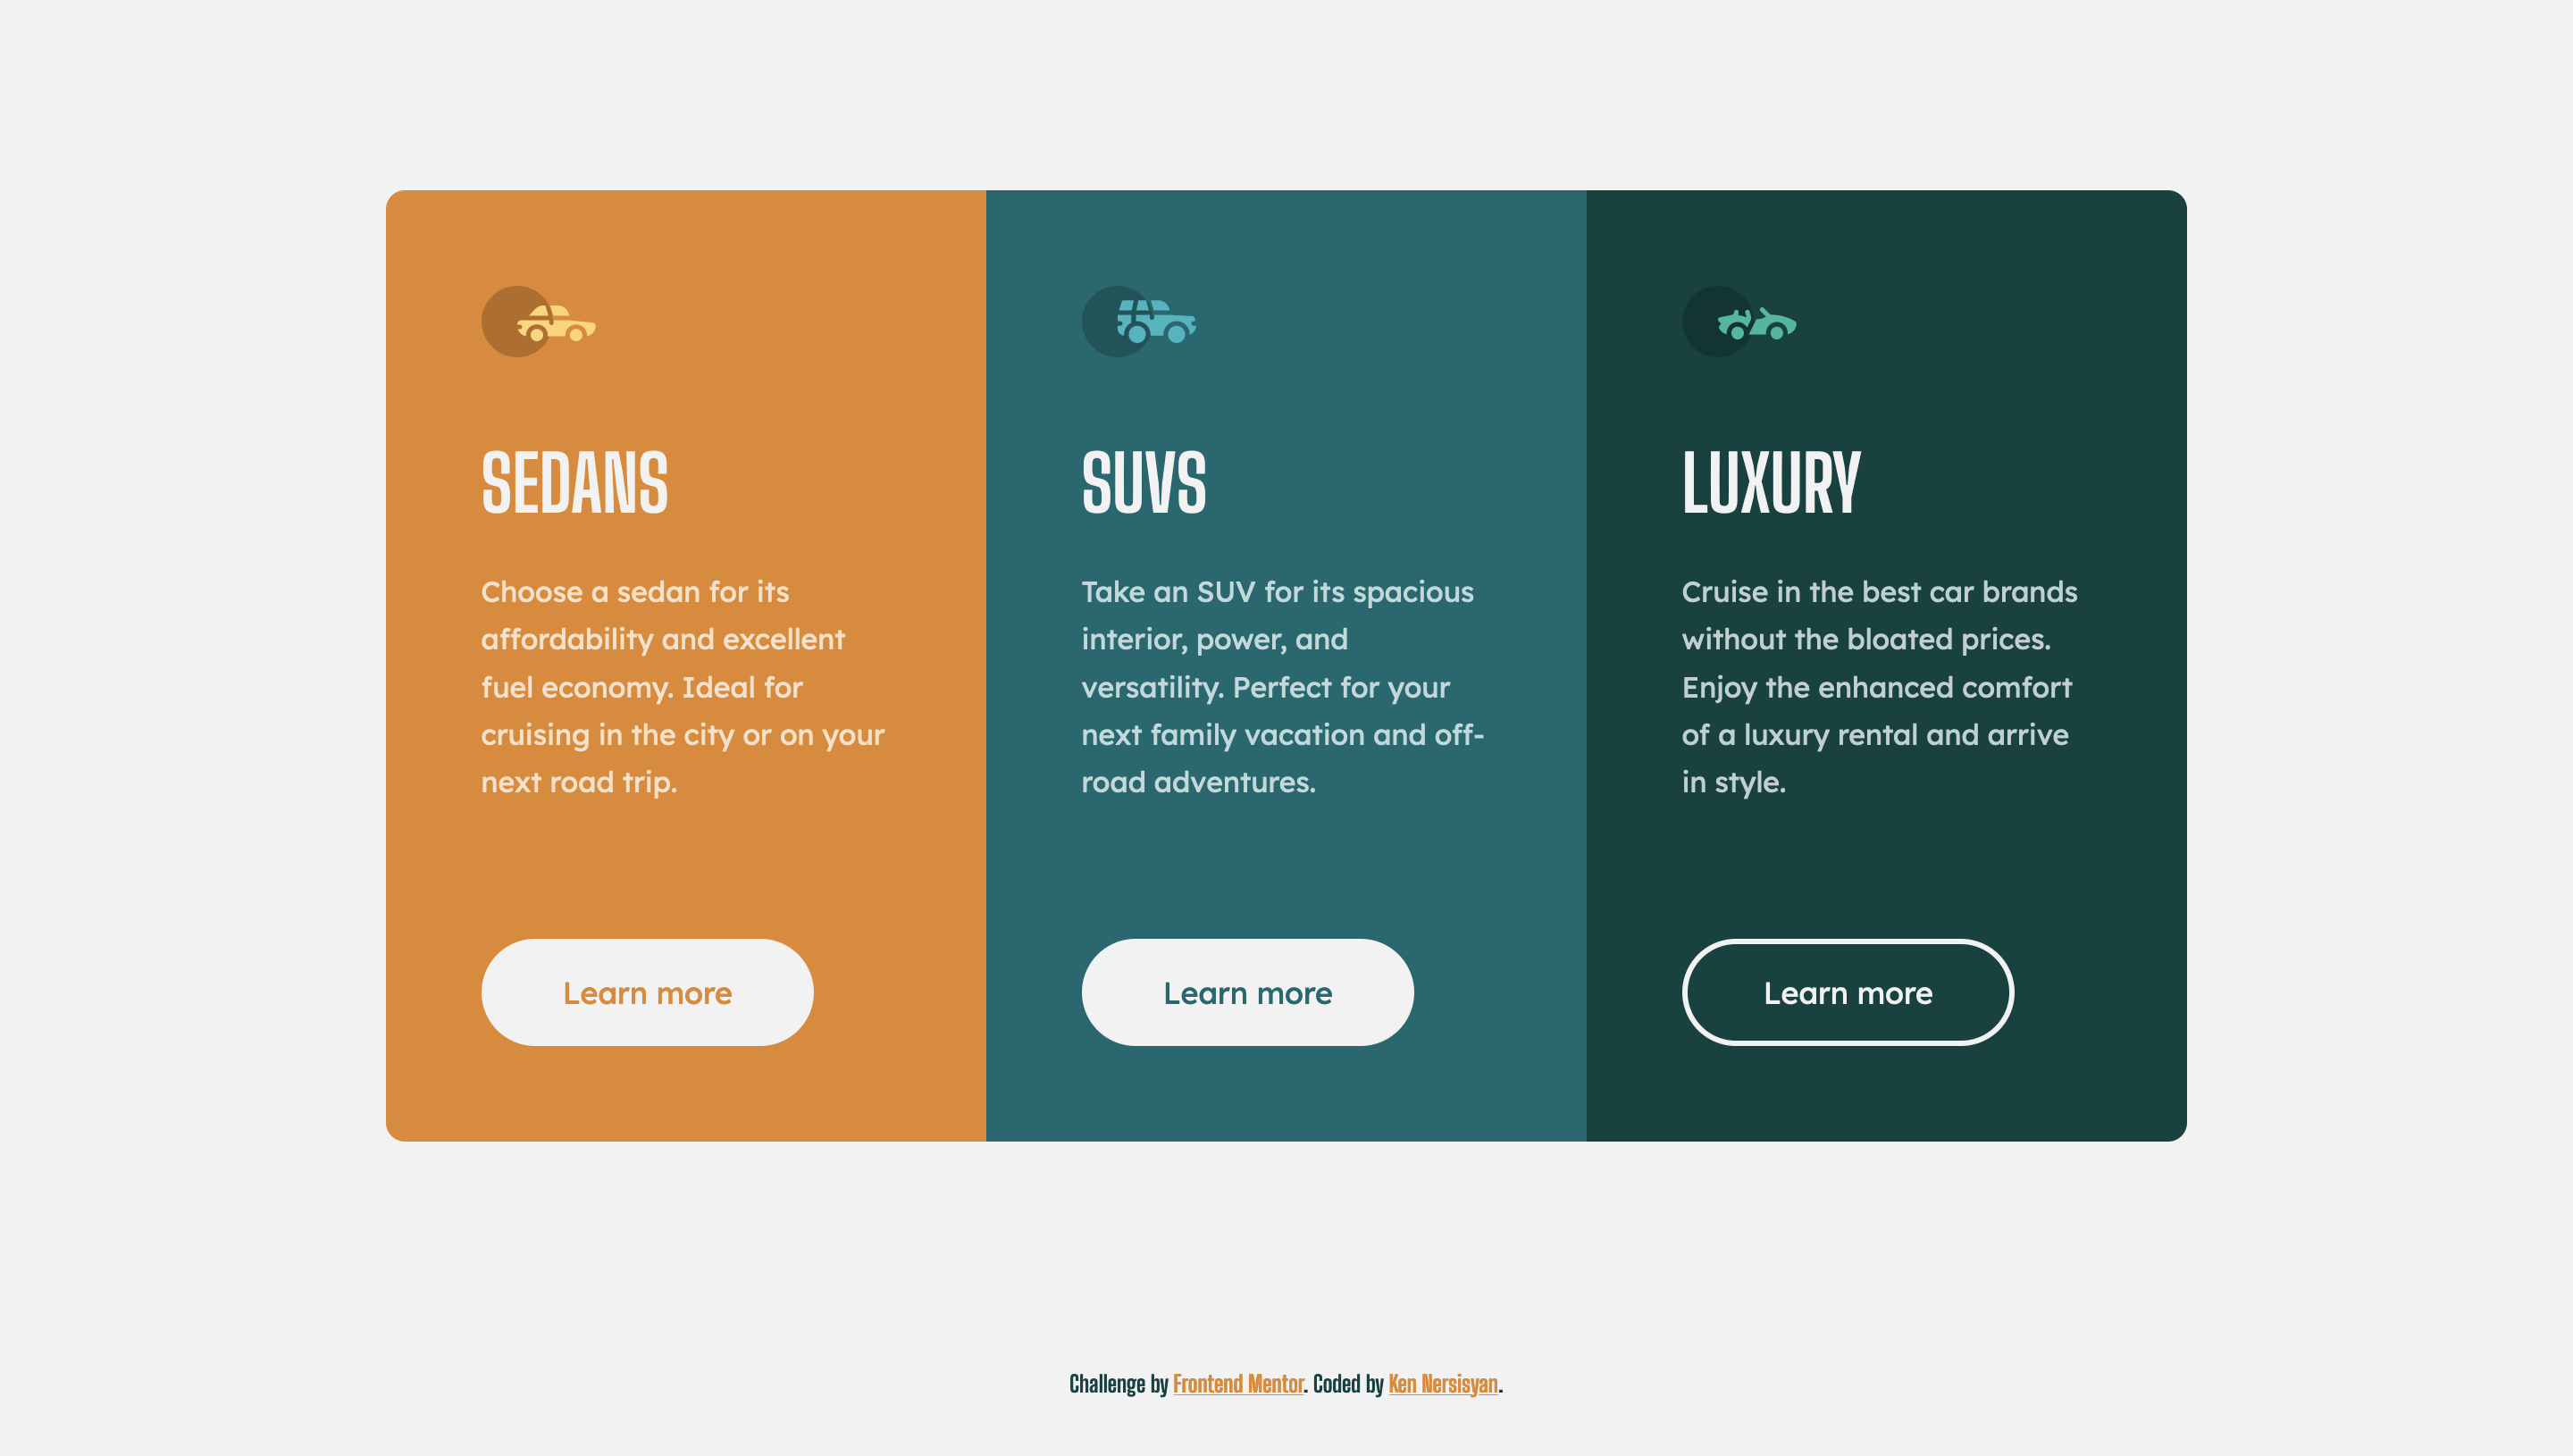 SEDANS
Choose a sedan for its
affordability and excellent
fuel economy. Ideal for
cruising in the city or on your
next road trip.
Learn more
SUVS
Take an SUV for its spacious
interior, power, and
versatility. Perfect for your
next family vacation and off-
road adventures.
Learn more
LUXURY
Cruise in the best car brands
without the bloated prices.
Enjoy the enhanced comfort
of a luxury rental and arrive
in style.
Learn more
Challenge by Frontend Mentor. Coded by Ken Nersisyan.